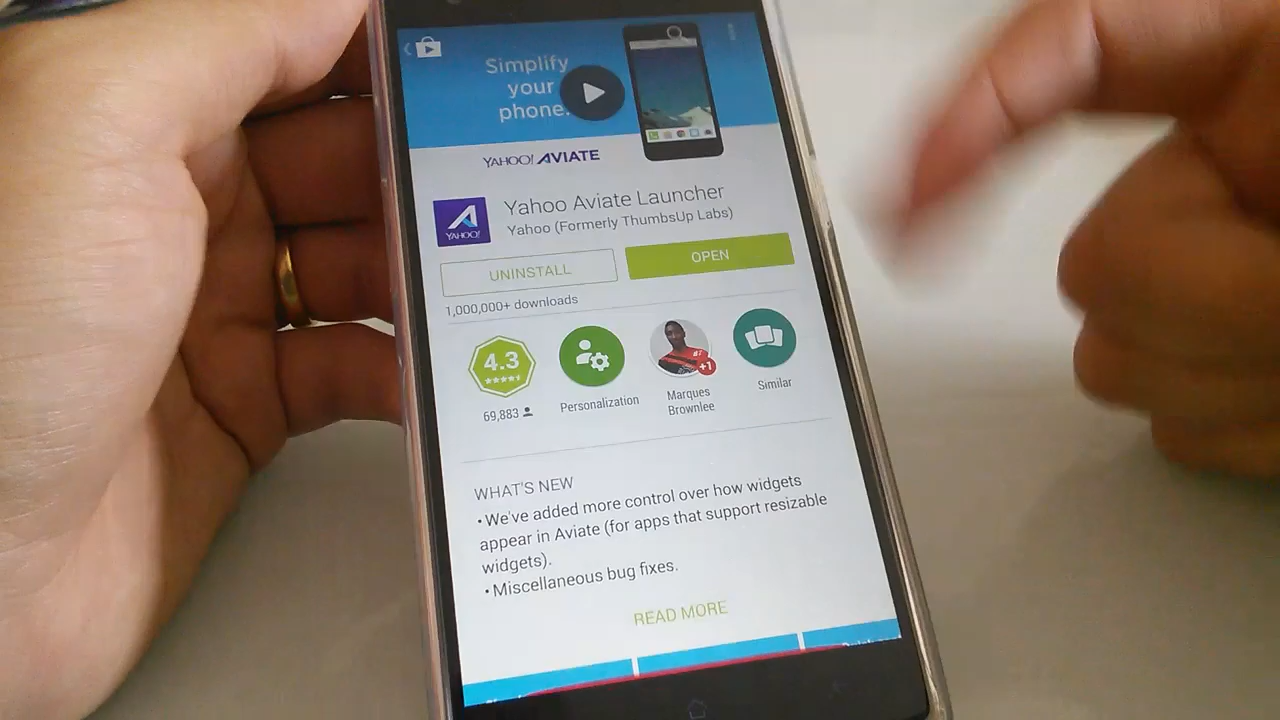 Simplify
your
phone.
YAHOO! AVIATE
Yahoo Aviate Launcher
Yahoo (Formerly ThumbsUp Labs)
YAHOO!
UNINSTALL
OPEN
1,000,000+ downloads
4.3
+1
69,883
Personalization
Marques
Brownlee
Similar
WHAT'S NEW
• We've added more control over how widgets
appear in Aviate (for apps that support resizable
widgets).
• Miscellaneous bug fixes.
READ MORE